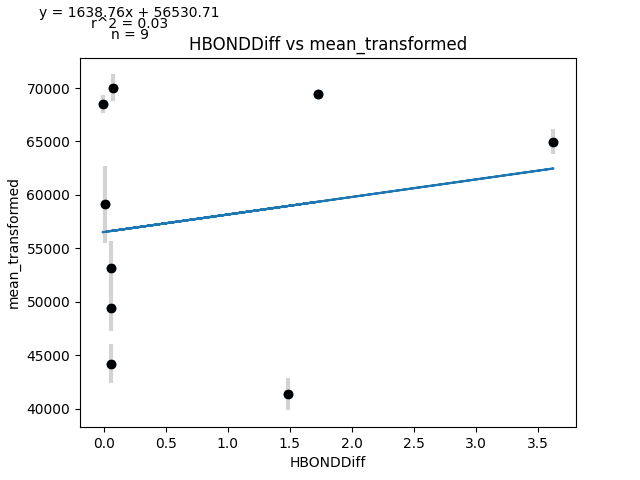 y = 1638.76x + 56530.71
r^2 = 0.03
n = 9
HBONDDiff vs mean_transformed
mean_transformed
70000
65000
60000
55000
50000
45000
40000
0.0 0.5 1.0 1.5 2.0 2.5 3.0 3.5
HBONDDiff